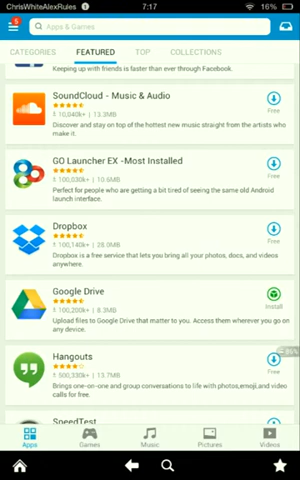 ChrisWhiteAlexRules
7:17
16%
5
Apps & Games
CATEGORIES
FEATURED
TOP
COLLECTIONS
Keeping up with friends is faster than ever through Facebook.
SoundCloud - Music & Audio
10,040k+ | 13.3MB
Free
Discover and stay on top of the hottest new music straight from the artists who
make it.
GO Launcher EX -Most Installed
100,030k+ | 10.6MB
Free
Perfect for people who are getting a bit tired of seeing the same old Android
launch interface.
Dropbox
100,140k+ | 28.0MB
Free
Dropbox is a free service that lets you bring all your photos, docs, and videos
anywhere.
Google Drive
100,200k+ | 8.3MB
Install
Upload files to Google Drive that matter to you. Access them wherever you go on
any device.
Hangouts
500,330k+ | 13.7MB
Free
Brings one-on-one and group conversations to life with photos,emoji,and video
calls for free.
SpeedTest
Apps
Games
Music
Pictures
Videos